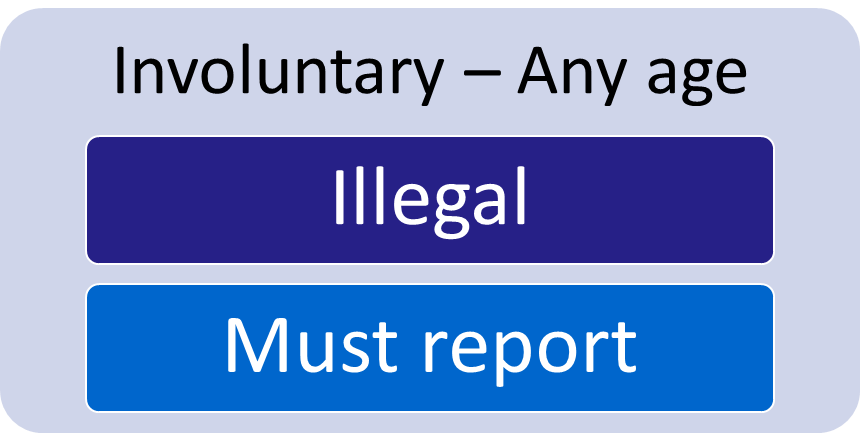 Involuntary – Any age
Illegal
Must report